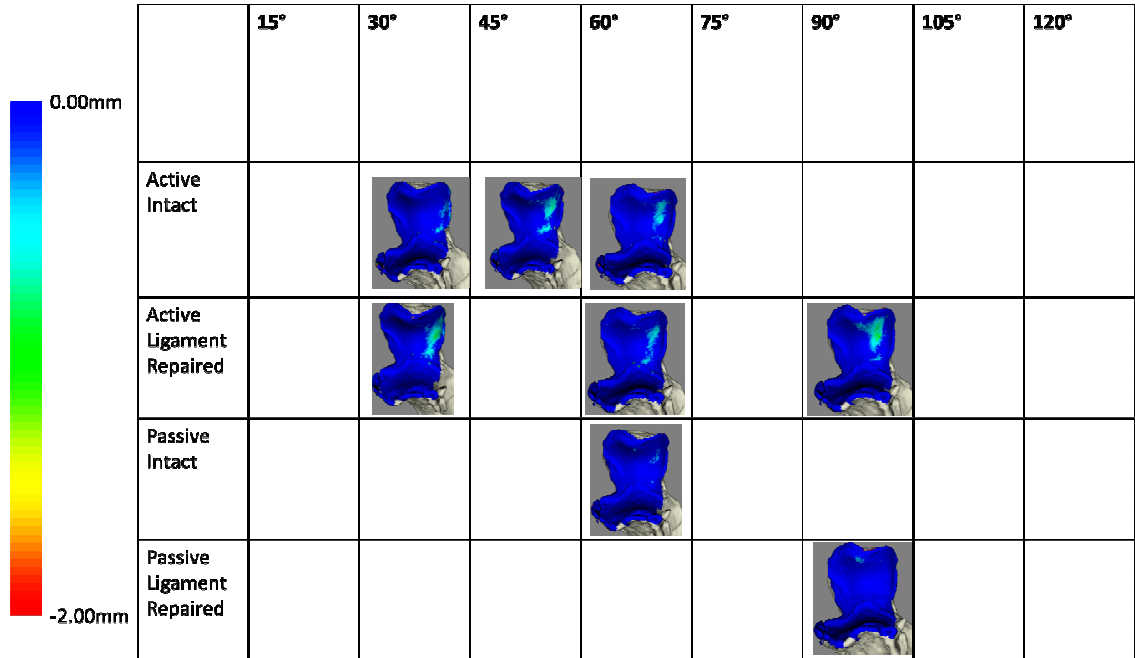 15° 30° 45° 60° 75° 90° 105° 120°
0.00mm
Active
Intact
Active
Ligament
Repaired
Passive
Intact
Passive
Ligament
Repaired
-2.00mm